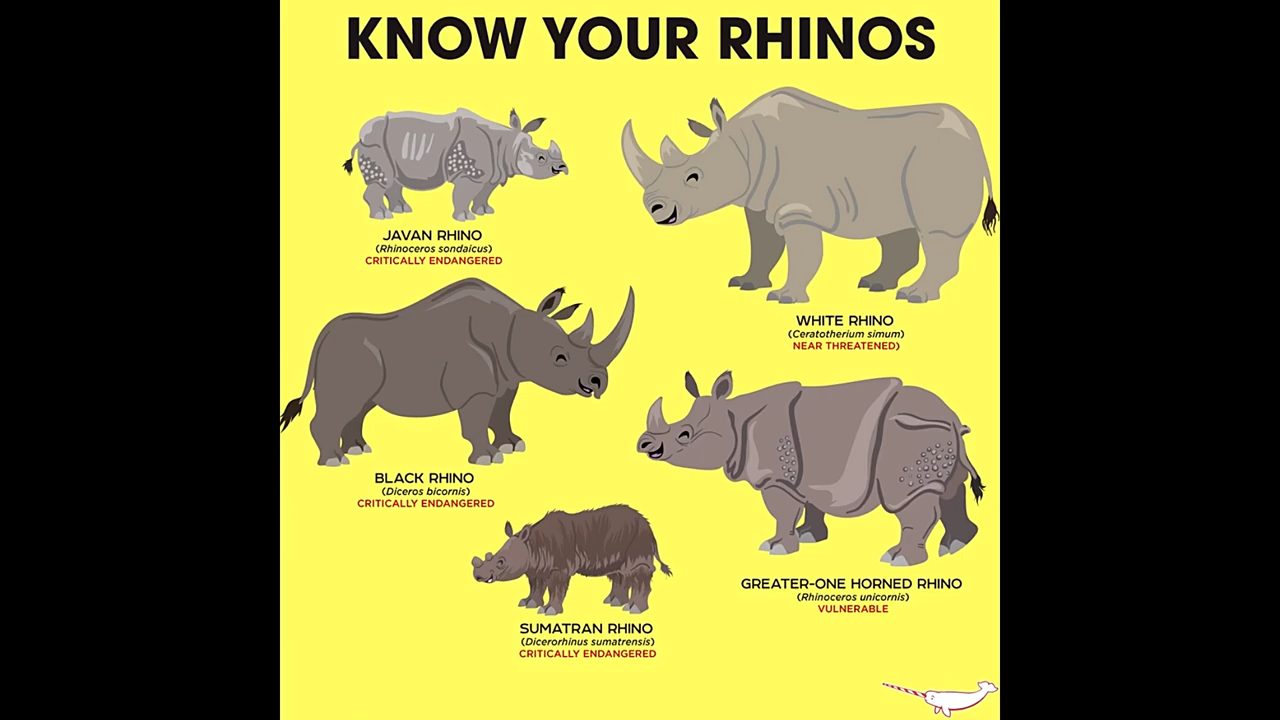 KNOW YOUR RHINOS
JAVAN RHINO
(Rhinoceros sondaicus)
CRITICALLY ENDANGERED
WHITE RHINO
(Ceratotherium simum)
NEAR THREATENED)
BLACK RHINO
(Diceros bicornis)
CRITICALLY ENDANGERED
GREATER-ONE HORNED RHINO
(Rhinoceros unicornis)
VULNERABLE
SUMATRAN RHINO
(Dicerorhinus sumatrensis)
CRITICALLY ENDANGERED